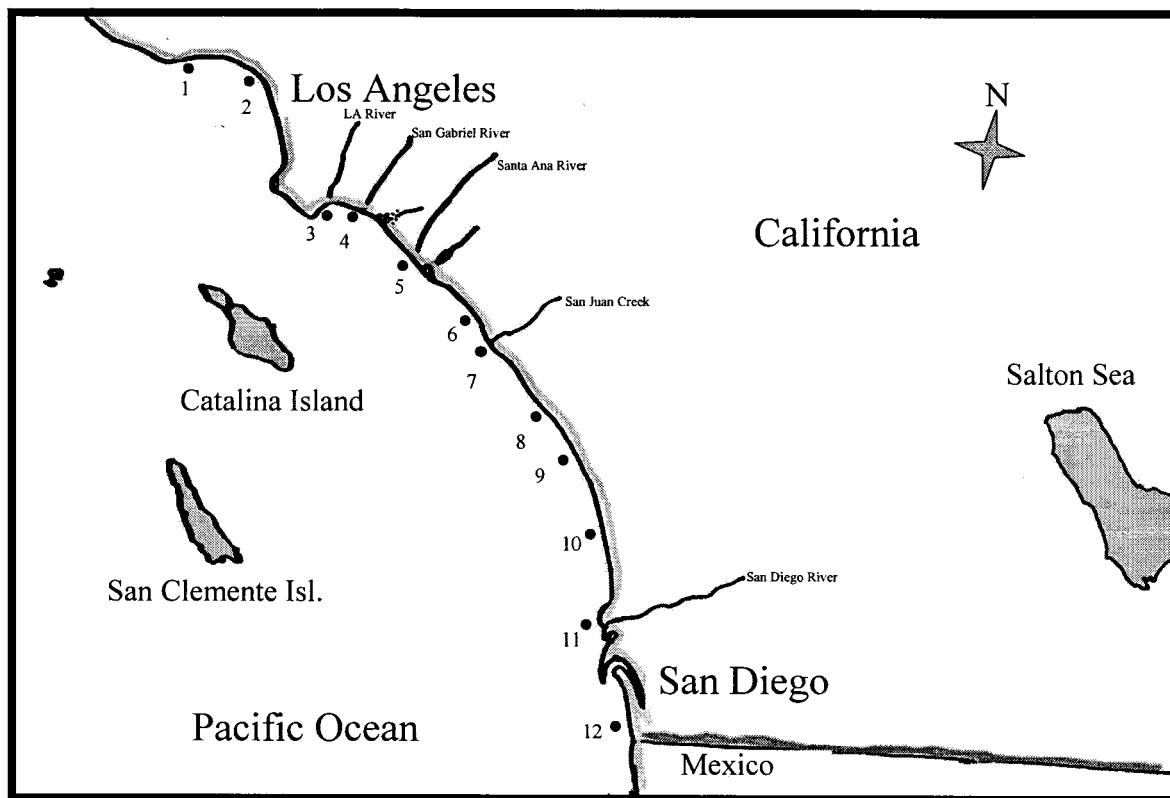 1
2
Los Angeles
N
LA River
San Gabriel River
Santa Ana River
3
4
California
5
San Juan Creek
6
7
Salton Sea
Catalina Island
8
9
10
San Clemente Isl.
San Diego River
11
San Diego
Pacific Ocean
12
Mexico